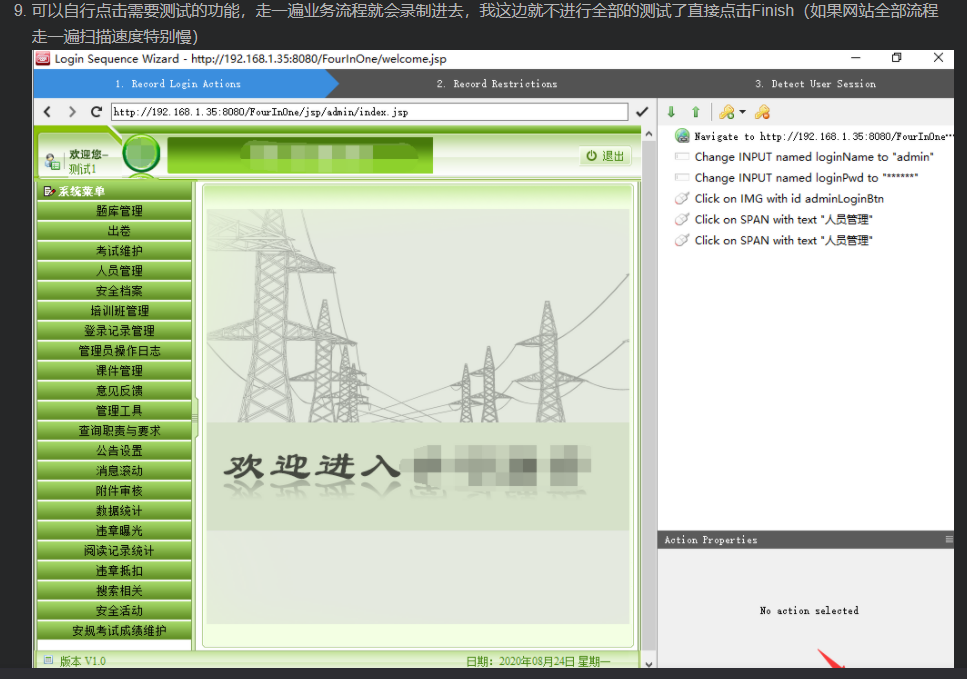 9. 可以自行点击需要测试的功能，走一遍业务流程就会录制进去，我这边就不进行全部的测试了直接点击Finish（如果网站全部流程
走一遍扫描速度特别慢）
Login Sequence Wizard - http://192.168.1.35:8080/FourInOne/welcome.jsp
1. Record Login Actions
2. Record Restrictions
3. Detect User Session
http://192.168.1.35:8080/FourInOne/jsp/admin/index.jsp
欢迎您-
测试1
退出
系统菜单
题库管理
出卷
考试维护
人员管理
安全档案
培训班管理
登录记录管理
管理员操作日志
课件管理
意见反馈
管理工具
查询职责与要求
公告设置
消息滚动
附件审核
数据统计
违章曝光
阅读记录统计
违章抵扣
搜索相关
安全活动
安规考试成绩维护
欢迎进入
版本 V1.0
日期：2020年08月24日 星期一
Navigate to http://192.168.1.35:8080/FourInOne...
Change INPUT named loginName to "admin"
Change INPUT named loginPwd to "******"
Click on IMG with id adminLoginBtn
Click on SPAN with text "人员管理"
Click on SPAN with text "人员管理"
Action Properties
No action selected